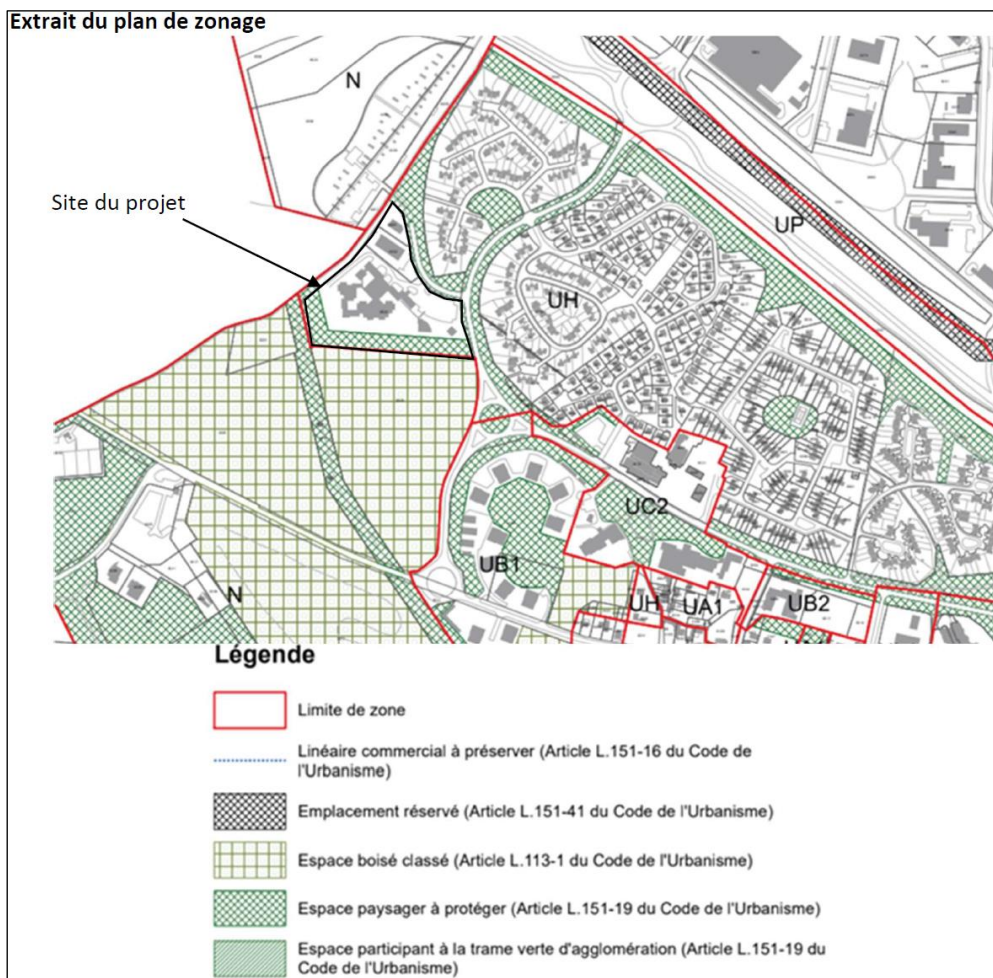 Extrait du plan de zonage
N
Site du projet
UP
UH
UC2
UB1
N
UH
UA1
UB2
Légende
Limite de zone
Linéaire commercial à préserver (Article L.151-16 du Code de
l'Urbanisme)
Emplacement réservé (Article L.151-41 du Code de l'Urbanisme)
Espace boisé classé (Article L.113-1 du Code de l'Urbanisme)
Espace paysager à protéger (Article L.151-19 du Code de l'Urbanisme)
Espace participant à la trame verte d'agglomération (Article L.151-19 du
Code de l'Urbanisme)